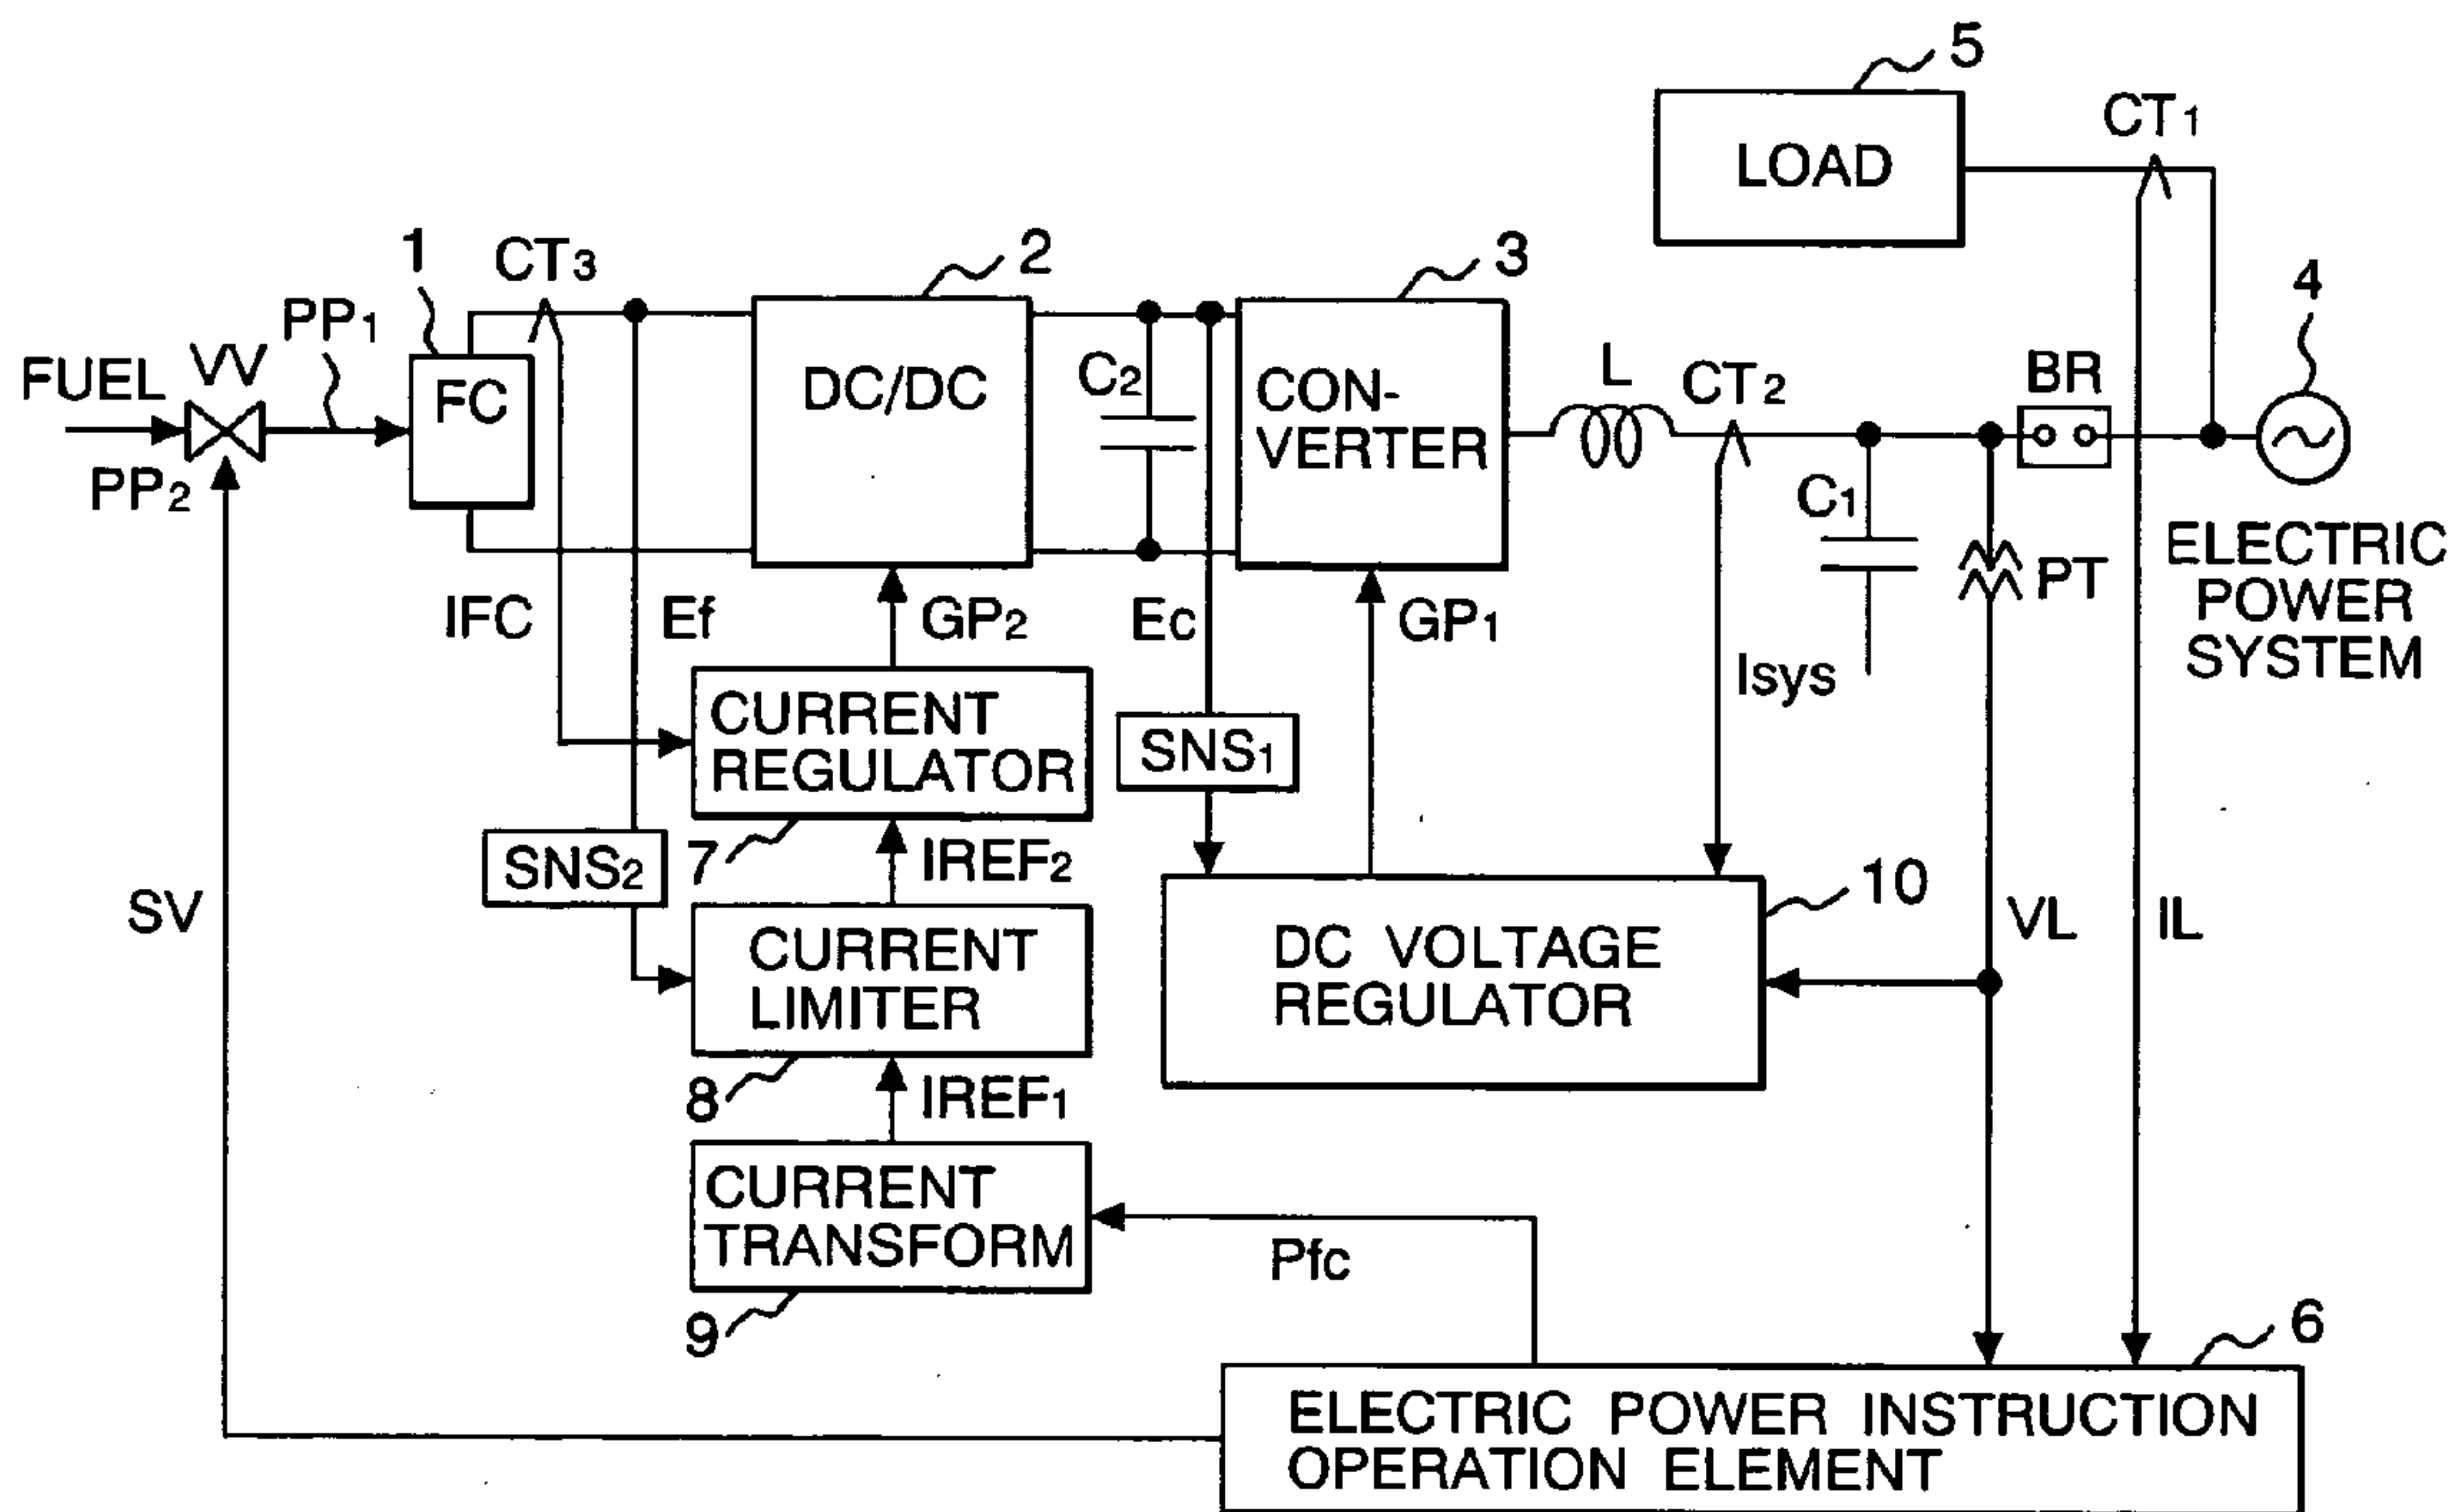 5
CT1
LOAD
1
CT3
2
3
4
PP1
FUEL
VV
FC
DC/DC
C2
CON-
VERTER
L
CT2
BR
PP2
C1
ELECTRIC
POWER
SYSTEM
PT
IFC
Ef
GP2
Ec
GP1
Isys
CURRENT
REGULATOR
SNS1
7
IREF2
SNS2
10
SV
VL
IL
CURRENT
LIMITER
DC VOLTAGE
REGULATOR
8
IREF1
CURRENT
TRANSFORM
Pfc
9
6
ELECTRIC POWER INSTRUCTION
OPERATION ELEMENT